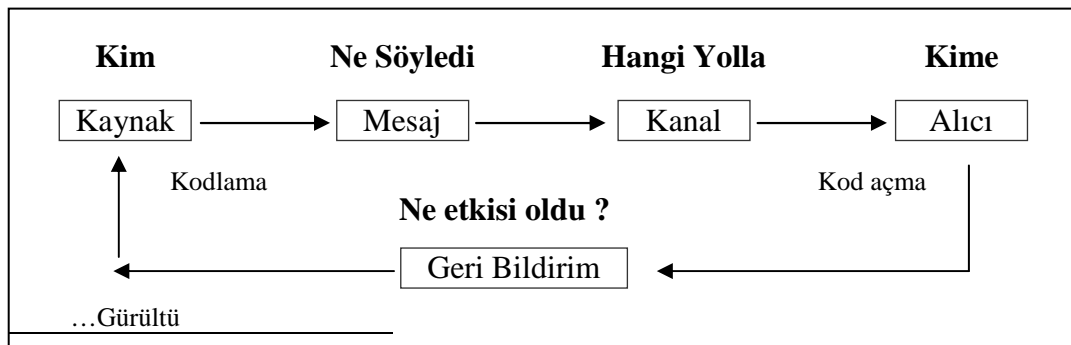 Kim Ne Söyledi Hangi Yolla Kime
Kaynak Mesaj Kanal Alıcı
Kodlama Kod açma
Ne etkisi oldu ?
Geri Bildirim
…Gürültü